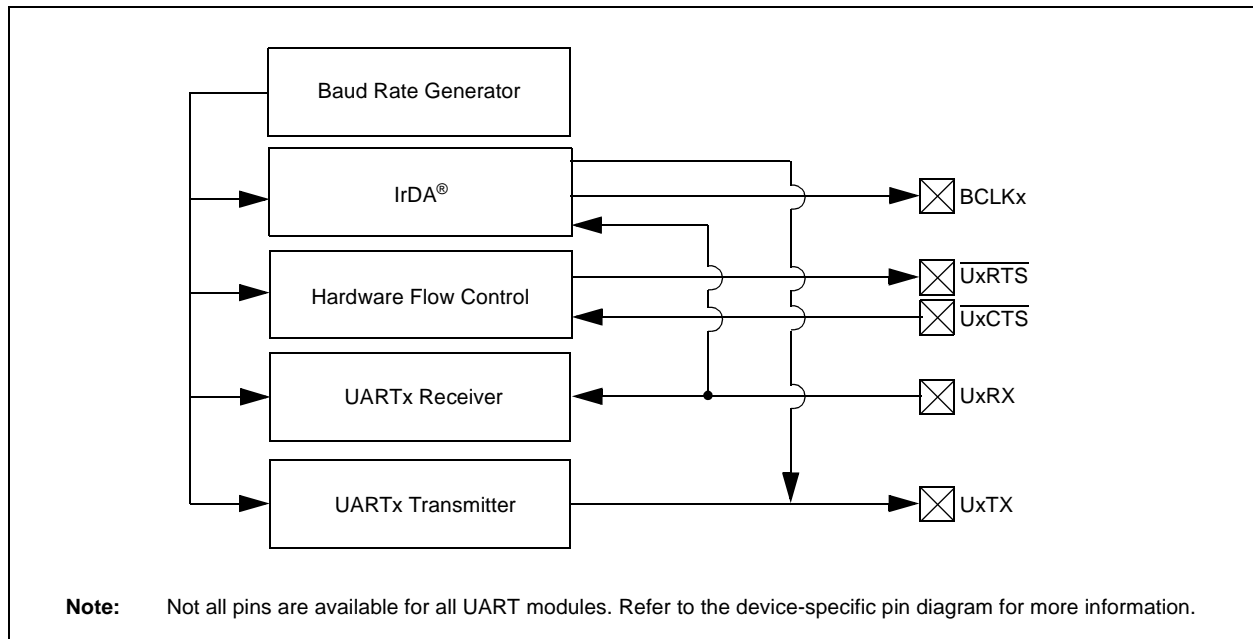 Baud Rate Generator
IrDA®
BCLKx
UxRTS
Hardware Flow Control
UxCTS
UARTx Receiver
UxRX
UARTx Transmitter
UxTX
Note: Not all pins are available for all UART modules. Refer to the device-specific pin diagram for more information.